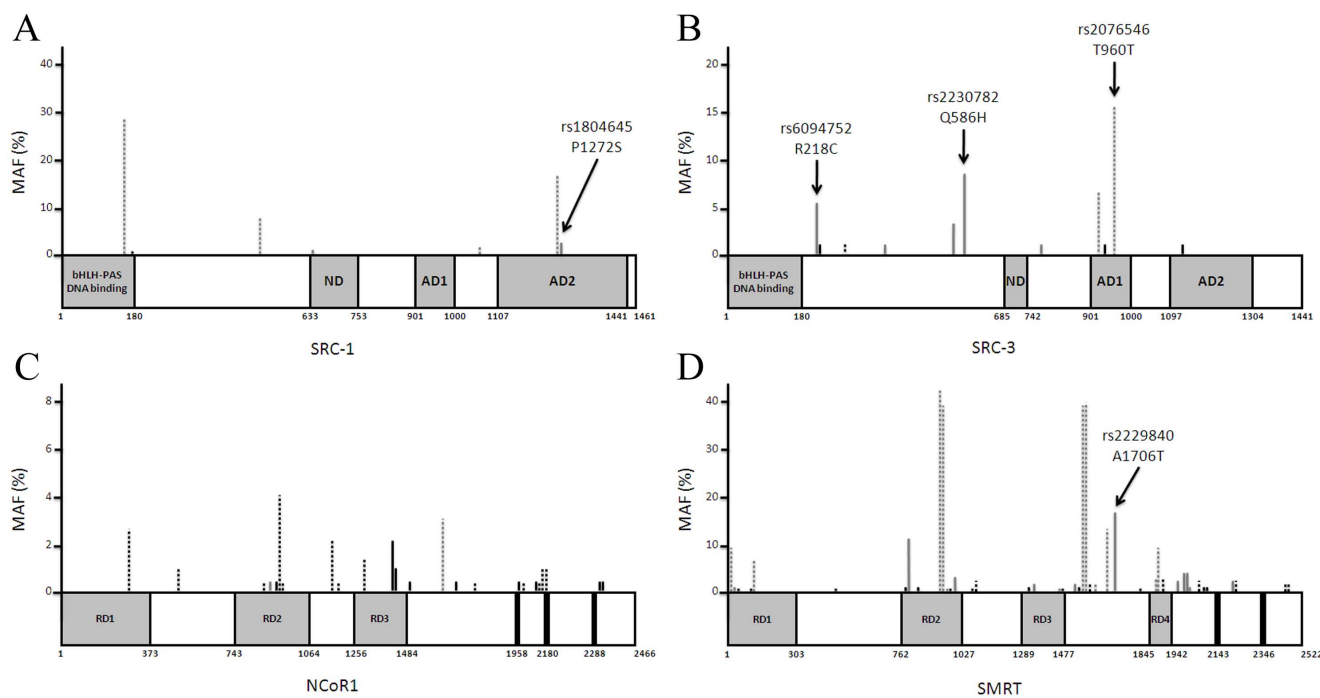 A
MAF (%)
40
30
20
10
0
rs1804645
P1272S
bHLH-PAS
DNA binding
ND
AD1
AD2
1
180
633
753
901
1000
1107
1441
1461
SRC-1
B
MAF (%)
20
15
10
5
0
rs6094752
R218C
rs2230782
Q586H
rs2076546
T960T
bHLH-PAS
DNA binding
ND
AD1
AD2
1
180
685
742
901
1000
1097
1304
1441
SRC-3
C
MAF (%)
8
6
4
2
0
RD1
RD2
RD3
1
373
743
1064
1256
1484
1958
2180
2288
2466
NCoR1
D
MAF (%)
40
30
20
10
0
rs2229840
A1706T
RD1
RD2
RD3
RD4
1
303
762
1027
1289
1477
1845
1942
2143
2346
2522
SMRT